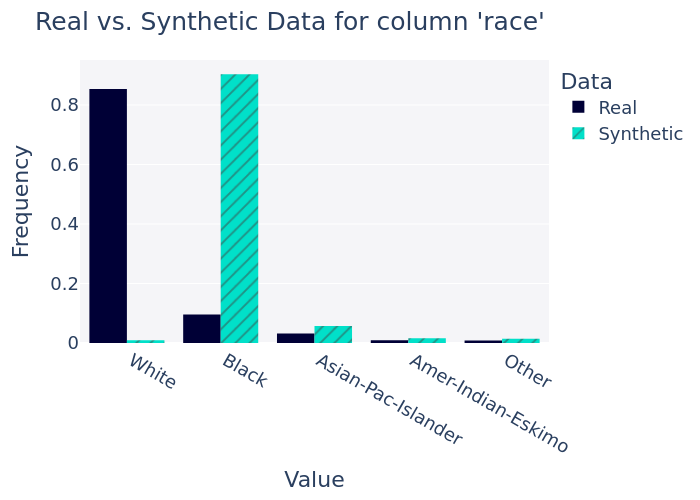 Real vs. Synthetic Data for column 'race'
Data
Real
Synthetic
Frequency
0.8
0.6
0.4
0.2
0
White
Black
Asian-Pac-Islander
Amer-Indian-Eskimo
Other
Value